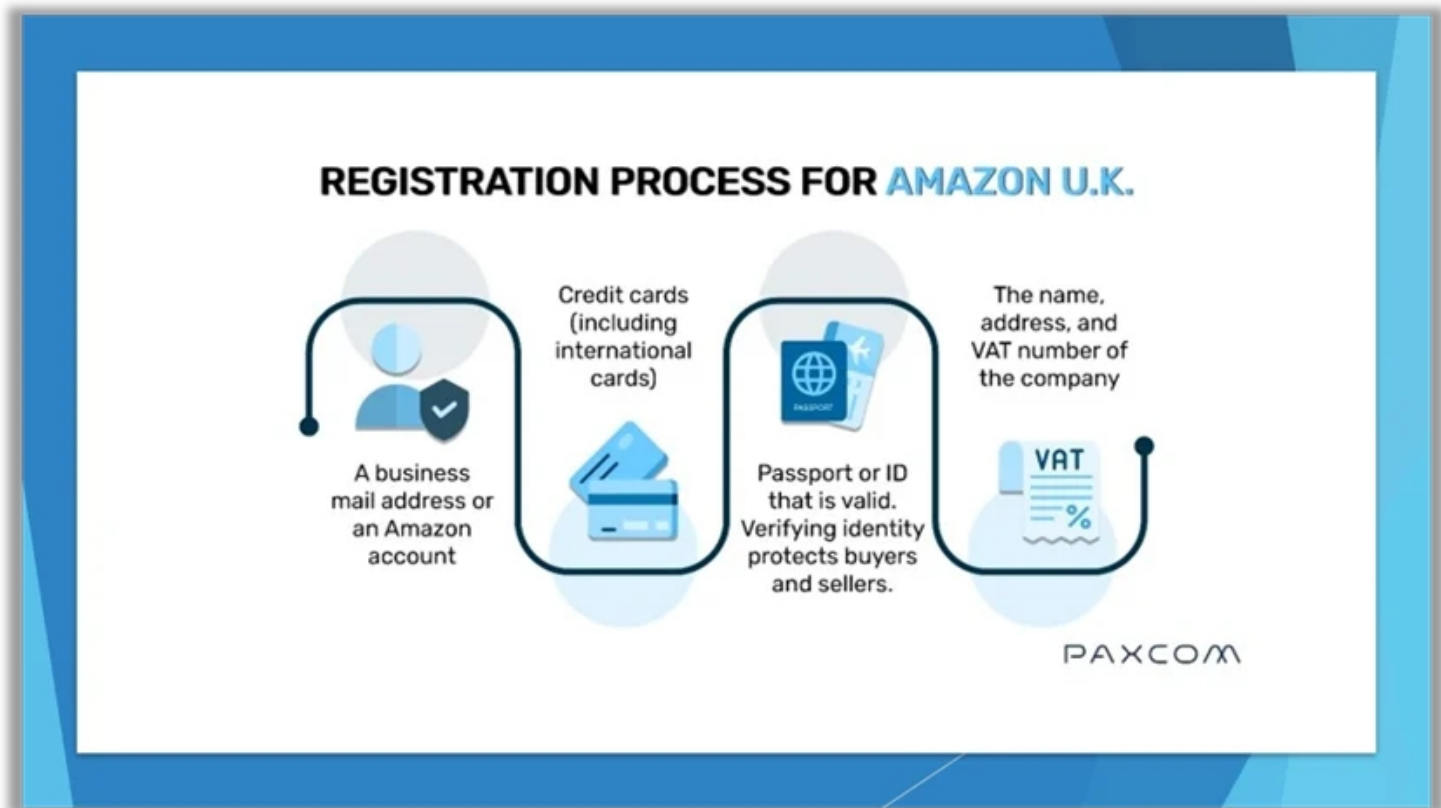 REGISTRATION PROCESS FOR AMAZON U.K.
A business
mail address or
an Amazon
account
Credit cards
(including
international
cards)
PASSPORT
Passport or ID
that is valid.
Verifying identity
protects buyers
and sellers.
The name,
address, and
VAT number of
the company
VAT
%
PAXCOM